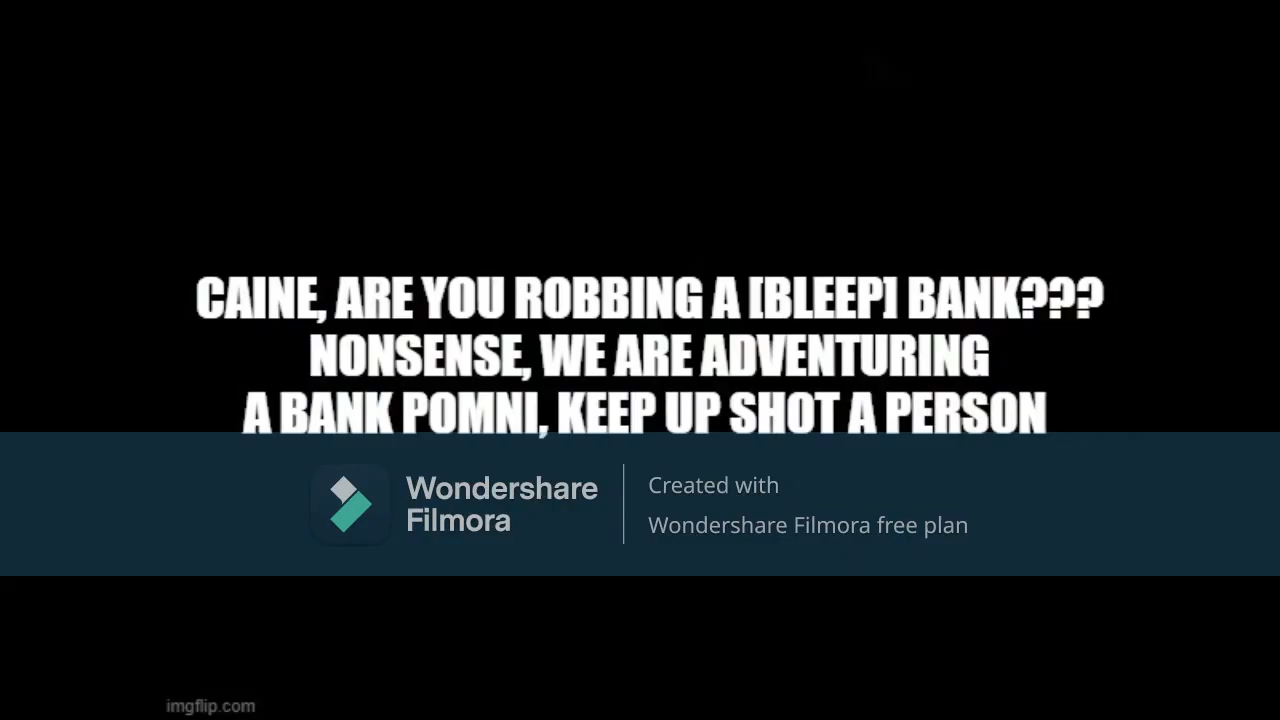 CAINE, ARE YOU ROBBING A [BLEEP] BANK???
NONSENSE, WE ARE ADVENTURING
A BANK POMNI, KEEP UP SHOT A PERSON
Wondershare
Filmora
Created with
Wondershare Filmora free plan
imgflip.com